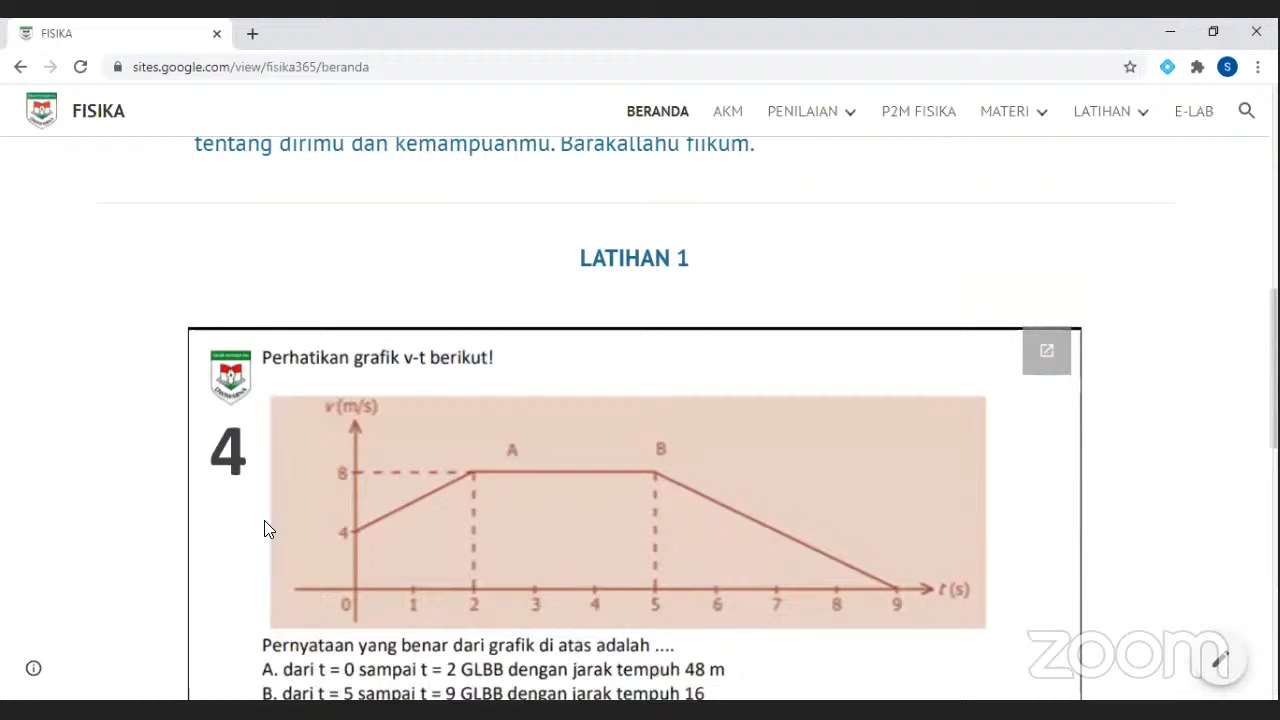 FISIKA
sites.google.com/view/fisika365/beranda
S
FISIKA
BERANDA AKM PENILAIAN P2M FISIKA MATERI LATIHAN E-LAB
tentang dirimu dan kemampuanmu. Barakallahu fiikum.
LATIHAN 1
Perhatikan grafik v-t berikut!
4
v (m/s)
A B
8
4
0 1 2 3 4 5 6 7 8 9 t (s)
Pernyataan yang benar dari grafik di atas adalah ....
A. dari t = 0 sampai t = 2 GLBB dengan jarak tempuh 48 m
B. dari t = 5 sampai t = 9 GLBB dengan jarak tempuh 16
zoom